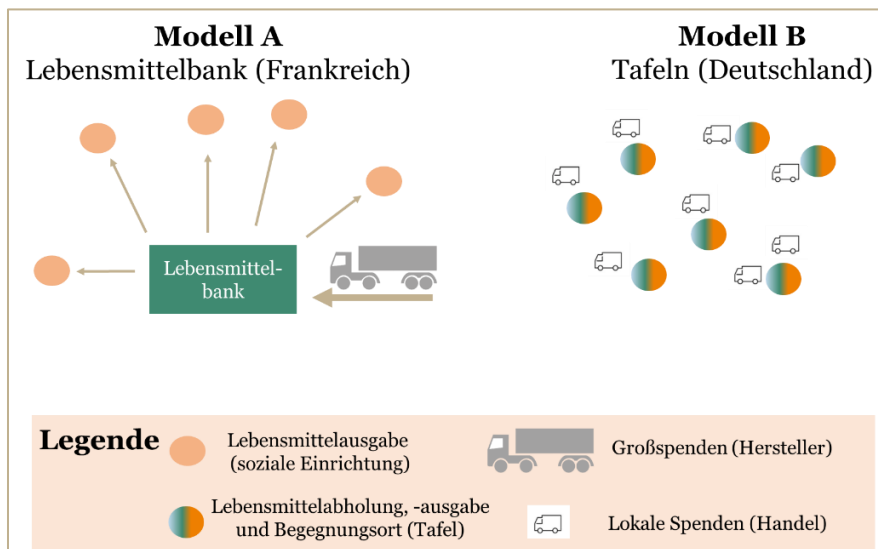 Modell A
Lebensmittelbank (Frankreich)
Modell B
Tafeln (Deutschland)
Lebensmittel-
bank
Legende
Lebensmittelausgabe
(soziale Einrichtung)
Großspenden (Hersteller)
Lebensmittelabholung, -ausgabe
und Begegnungsort (Tafel)
Lokale Spenden (Handel)